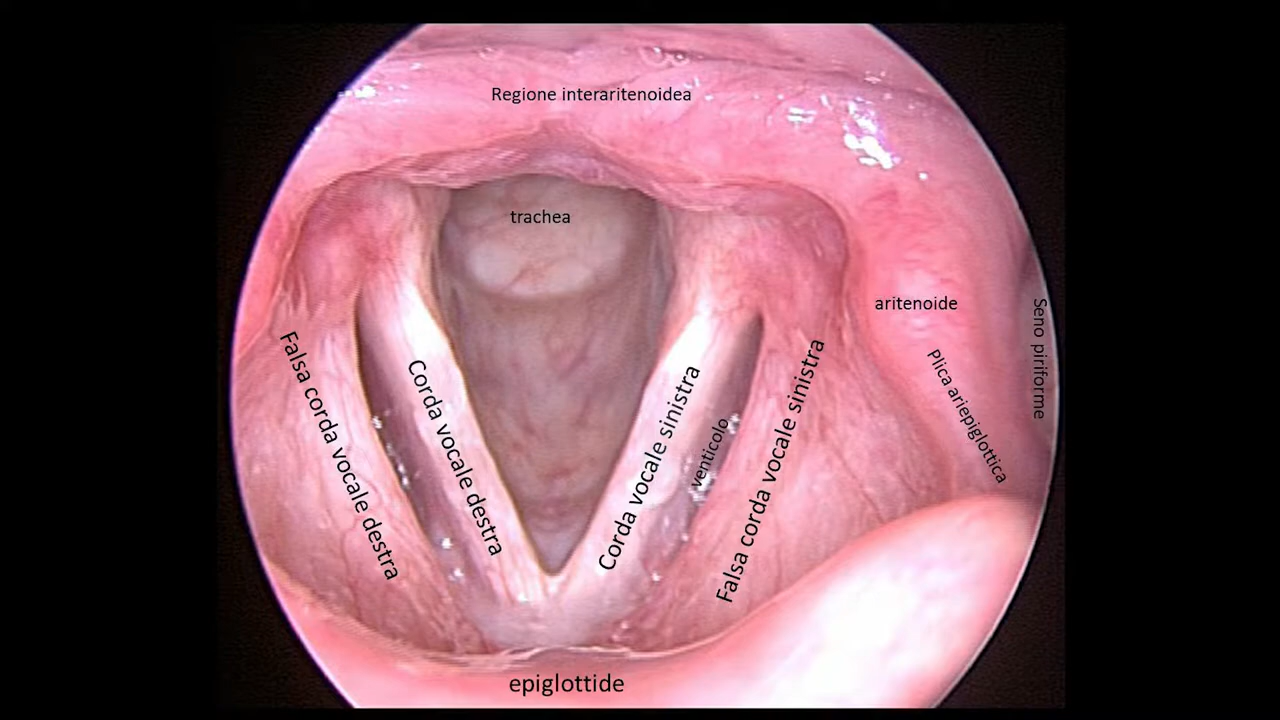 Regione interaritenoidea
trachea
aritenoide
Seno piriforme
Falsa corda vocale destra
Corda vocale destra
Corda vocale sinistra
venticolo
Falsa corda vocale sinistra
Plica ariepiglottica
epiglottide